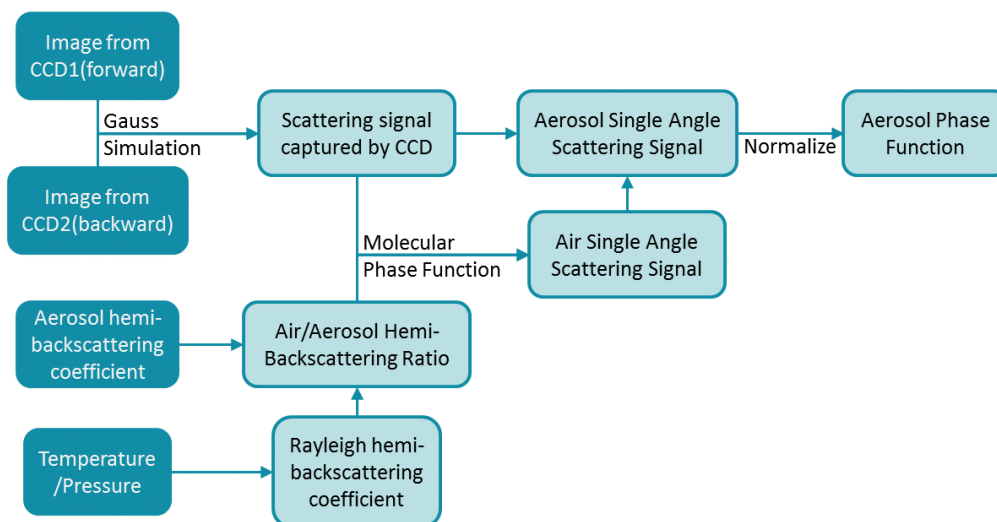 Image from
CCD1(forward)
Gauss
Simulation
Image from
CCD2(backward)
Scattering signal
captured by CCD
Aerosol Single Angle
Scattering Signal
Normalize
Aerosol Phase
Function
Molecular
Phase Function
Air Single Angle
Scattering Signal
Aerosol hemi-
backscattering
coefficient
Air/Aerosol Hemi-
Backscattering Ratio
Temperature
/Pressure
Rayleigh hemi-
backscattering
coefficient